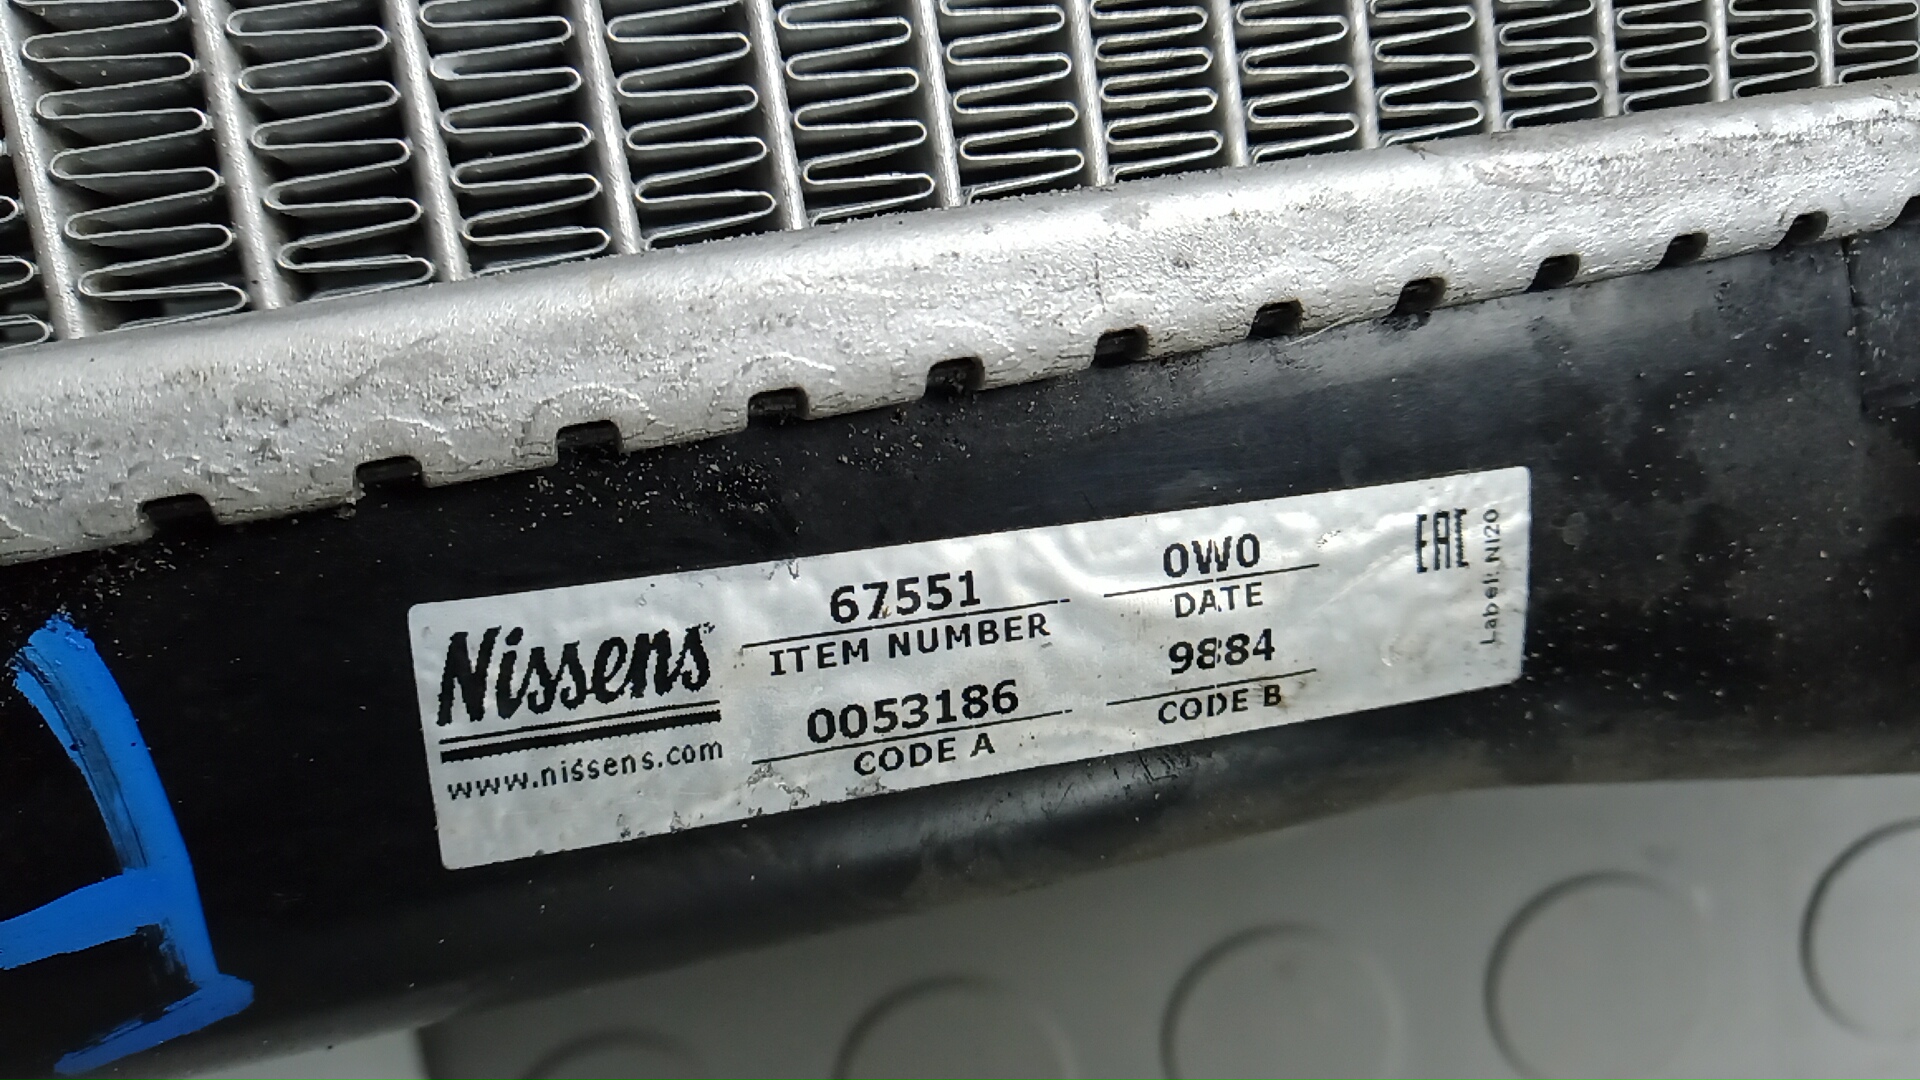 Nissens
www.nissens.com
67551
ITEM NUMBER
0053186
CODE A
0W0
DATE
9884
CODE B
EAC
Label: NI20